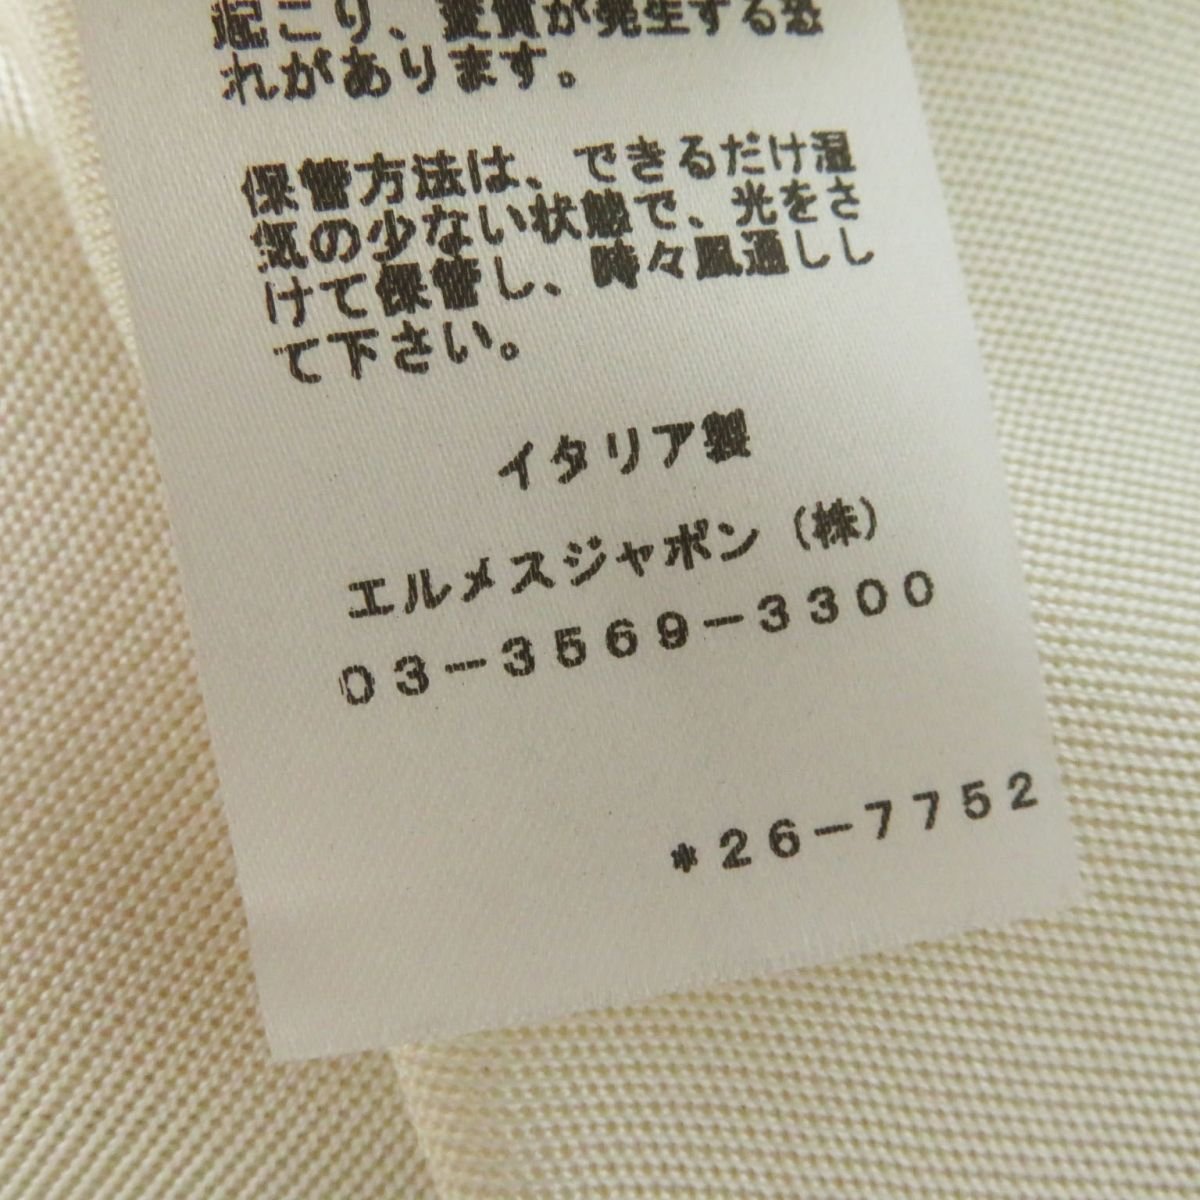 起こり、変質が発生する恐
れがあります。
保管方法は、できるだけ湿
気の少ない状態で、光をさ
けて保管し、時々風通しし
て下さい。
イタリア製
エルメスジャポン（株）
03-3569-3300
*26-7752